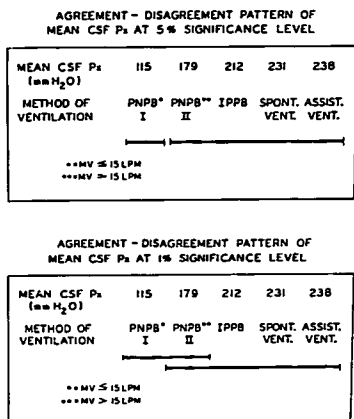 AGREEMENT - DISAGREEMENT PATTERN OF
MEAN CSF Ps AT 5% SIGNIFICANCE LEVEL
MEAN CSF Ps 115 179 212 231 238
(mm H₂O)
METHOD OF PNPB* PNPB** IPPB SPONT. ASSIST.
VENTILATION I II VENT. VENT.
**MV ≤ 15 LPM
***MV > 15 LPM
AGREEMENT - DISAGREEMENT PATTERN OF
MEAN CSF Ps AT 1% SIGNIFICANCE LEVEL
MEAN CSF Ps 115 179 212 231 238
(mm H₂O)
METHOD OF PNPB* PNPB** IPPB SPONT. ASSIST.
VENTILATION I II VENT. VENT.
**MV ≤ 15 LPM
***MV > 15 LPM